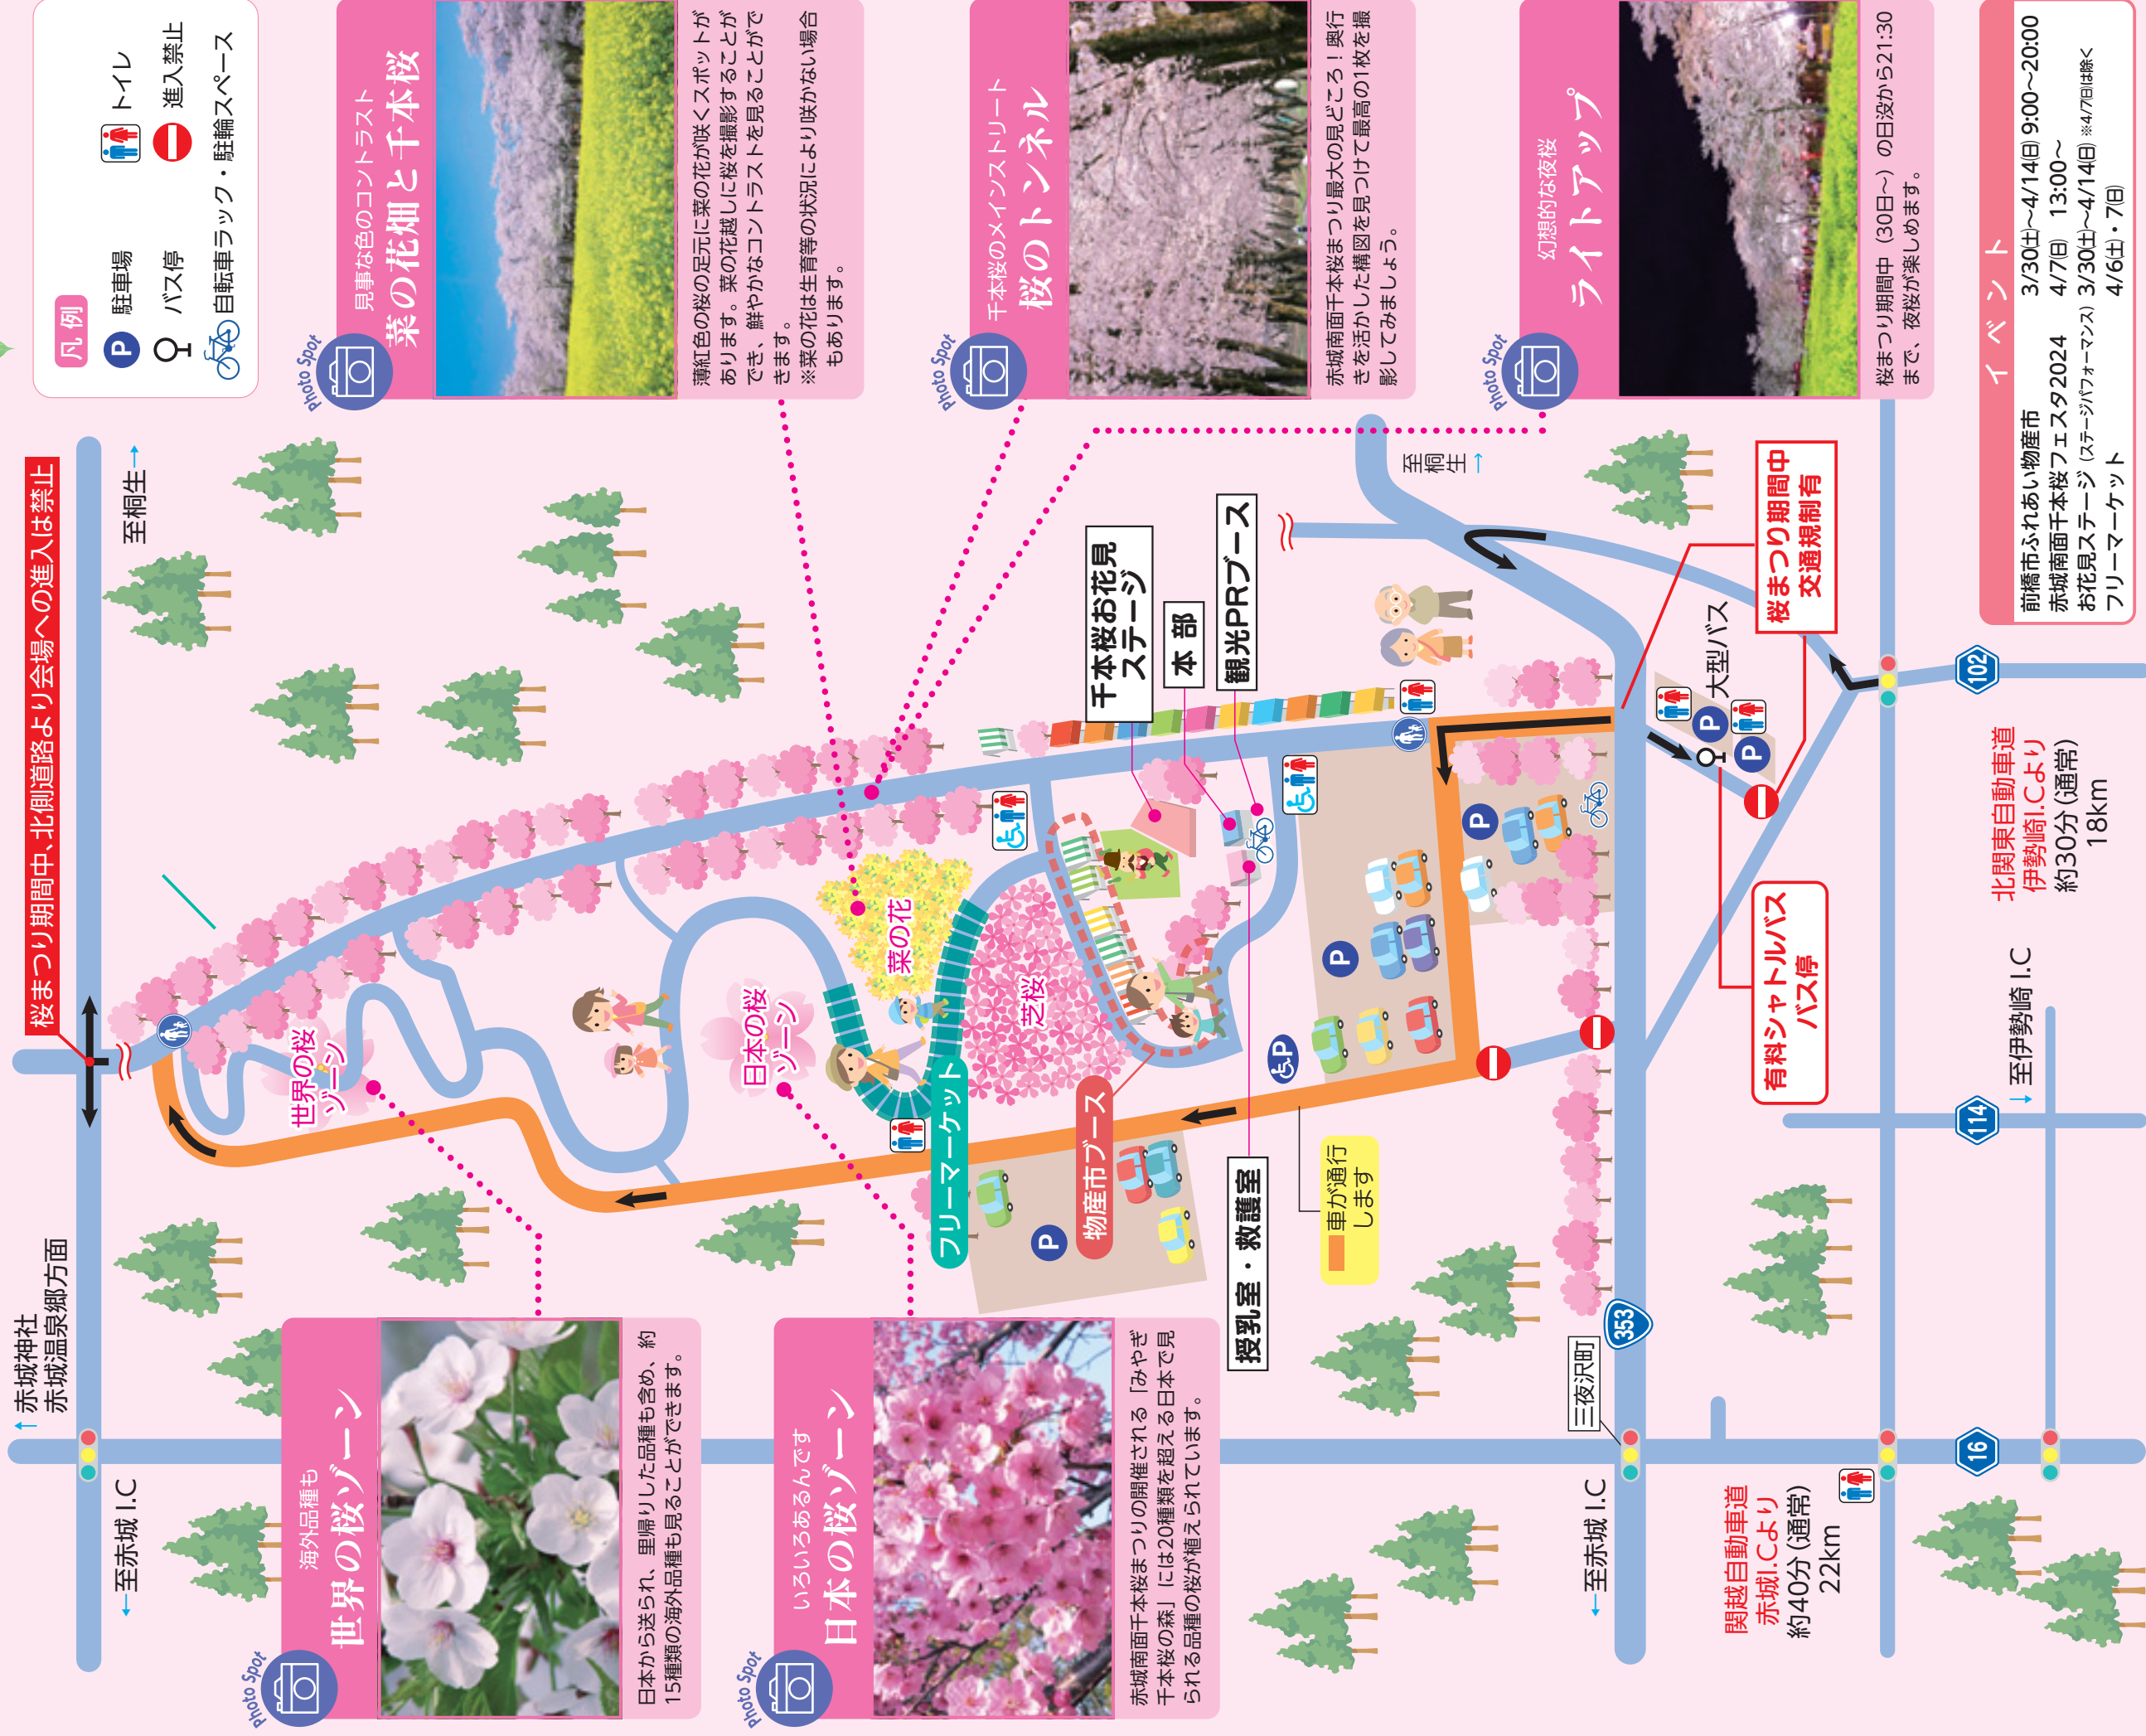 ↑赤城神社
赤城温泉郷方面
←至赤城 I.C
桜まつり期間中、北側道路より会場への進入は禁止
至桐生→
凡 例
P 駐車場
トイレ
バス停
進入禁止
自転車ラック・駐輪スペース
Photo Spot
海外品種も
世界の桜ゾーン
日本から送られ、里帰りした品種も含め、約
15種類の海外品種も見ることができます。
Photo Spot
いろいろあるんです
日本の桜ゾーン
赤城南面千本桜まつりの開催される「みやぎ
千本桜の森」には20種類を超える日本で見
られる品種の桜が植えられています。
Photo Spot
見事な色のコントラスト
菜の花畑と千本桜
薄紅色の桜の足元に菜の花が咲くスポットが
あります。菜の花越しに桜を撮影することが
でき、鮮やかなコントラストを見ることがで
きます。
※菜の花は生育等の状況により咲かない場合
もあります。
Photo Spot
千本桜のメインストリート
桜のトンネル
赤城南面千本桜まつり最大の見どころ！奥行
きを活かした構図を見つけて最高の1枚を撮
影してみましょう。
Photo Spot
幻想的な夜桜
ライトアップ
桜まつり期間中（30日〜）の日没から21:30
まで、夜桜が楽しめます。
世界の桜
ゾーン
日本の桜
ゾーン
菜の花
芝桜
フリーマーケット
物産市ブース
千本桜お花見
ステージ
本 部
観光PRブース
授乳室・救護室
車が通行
します
P
P
P
P
至
桐
生
→
桜まつり期間中
交通規制有
大型バス
P
P
有料シャトルバス
バス停
三夜沢町
353
←至赤城 I.C
関越自動車道
赤城I.Cより
約40分（通常）
22km
16
114
↓至伊勢崎 I.C
北関東自動車道
伊勢崎I.Cより
約30分（通常）
18km
102
イ ベ ン ト
前橋市ふれあい物産市 3/30(土)〜4/14(日) 9:00〜20:00
赤城南面千本桜フェスタ2024 4/7(日) 13:00〜
お花見ステージ（ステージパフォーマンス） 3/30(土)〜4/14(日) ※4/7(日)は除く
フリーマーケット 4/6(土)・7(日)